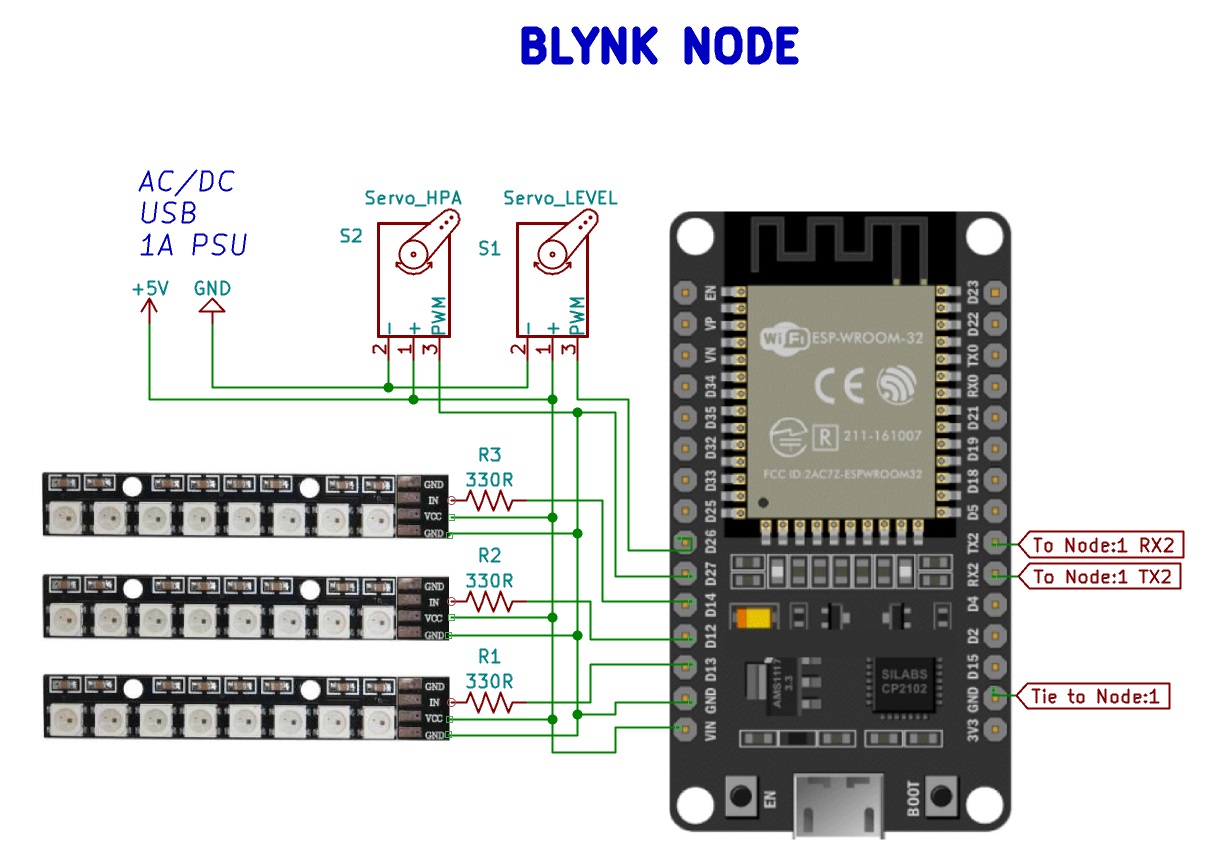 BLYNK NODE
AC/DC
USB
1A PSU
+5V
GND
Servo_HPA
S2
-
+
PWM
2
1
3
Servo_LEVEL
S1
-
+
PWM
2
1
3
R3
330R
GND
IN
VCC
GND
R2
330R
GND
IN
VCC
GND
R1
330R
GND
IN
VCC
GND
EN
VP
VN
D34
D35
D32
D33
D25
D26
D27
D14
D12
D13
GND
VIN
WiFi ESP-WROOM-32
CE
R 211-161007
FCC ID:2AC7Z-ESPWROOM32
AMS1117
3.3
SILABS
CP2102
EN
BOOT
D23
D22
TX0
RX0
D21
D19
D18
D5
TX2
RX2
D4
D2
D15
GND
3V3
To Node:1 RX2
To Node:1 TX2
Tie to Node:1